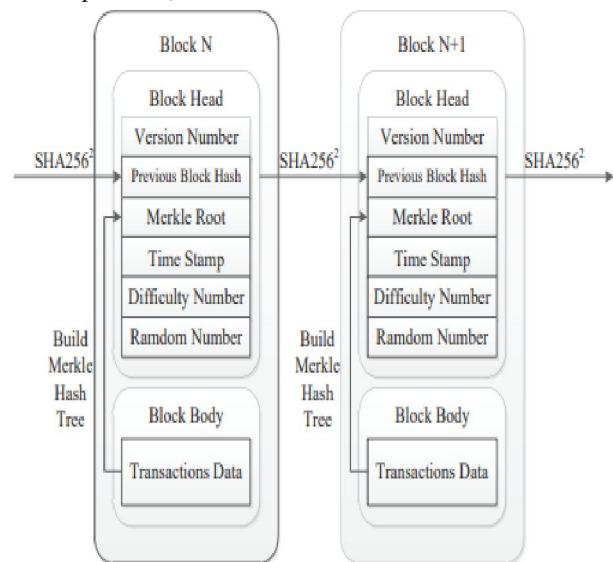 Block N
Block Head
Version Number
SHA256²
Previous Block Hash
Merkle Root
Time Stamp
Difficulty Number
Ramdom Number
Build
Merkle
Hash
Tree
Block Body
Transactions Data
Block N+1
Block Head
Version Number
SHA256²
Previous Block Hash
SHA256²
Merkle Root
Time Stamp
Difficulty Number
Ramdom Number
Build
Merkle
Hash
Tree
Block Body
Transactions Data